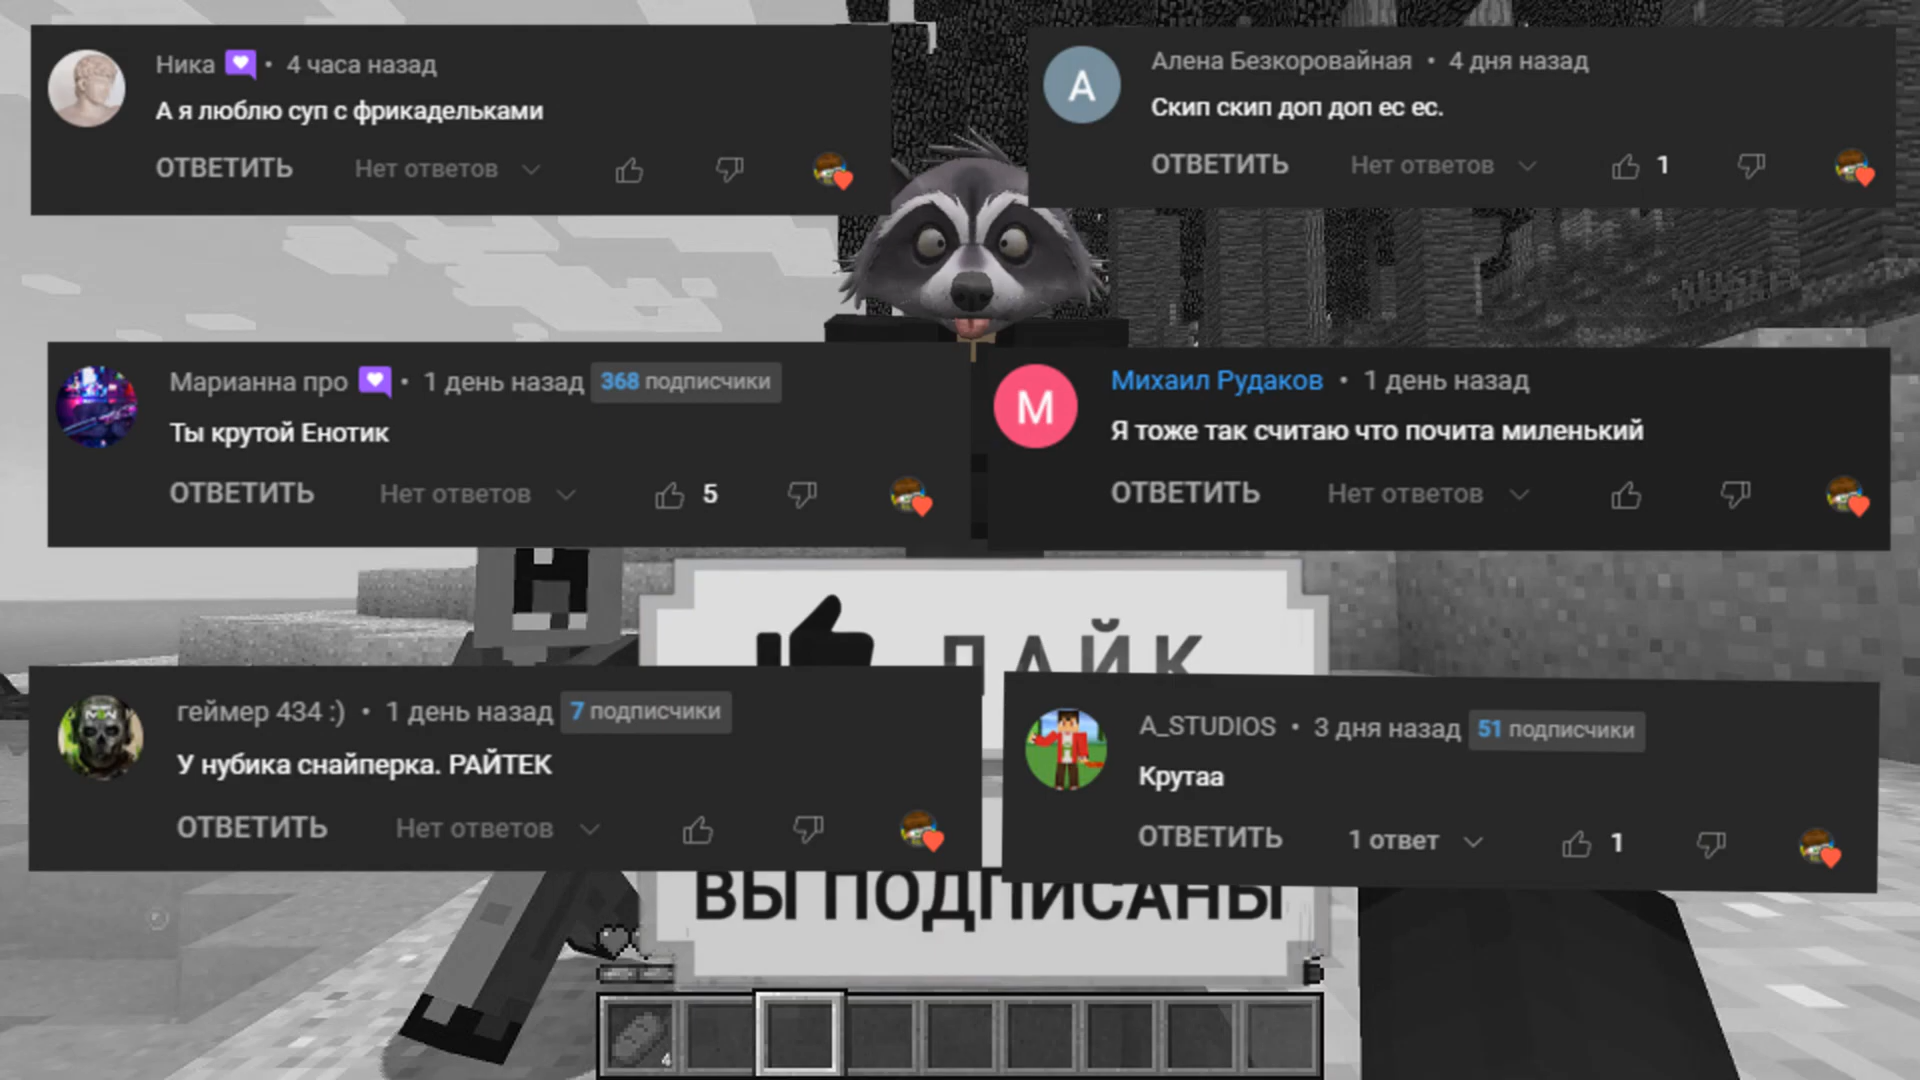 Ника • 4 часа назад
А я люблю суп с фрикадельками
ОТВЕТИТЬ Нет ответов
Алена Безкоровайная • 4 дня назад
Скип скип доп доп ес ес.
ОТВЕТИТЬ Нет ответов 1
Марианна про • 1 день назад 368 подписчики
Ты крутой Енотик
ОТВЕТИТЬ Нет ответов 5
М
Михаил Рудаков • 1 день назад
Я тоже так считаю что почита миленький
ОТВЕТИТЬ Нет ответов
ЛАЙК
геймер 434 :) • 1 день назад 7 подписчики
У нубика снайперка. РАЙТЕК
ОТВЕТИТЬ Нет ответов
A_STUDIOS • 3 дня назад 51 подписчики
Крутаа
ОТВЕТИТЬ 1 ответ 1
ВЫ ПОДПИСАНЫ
4